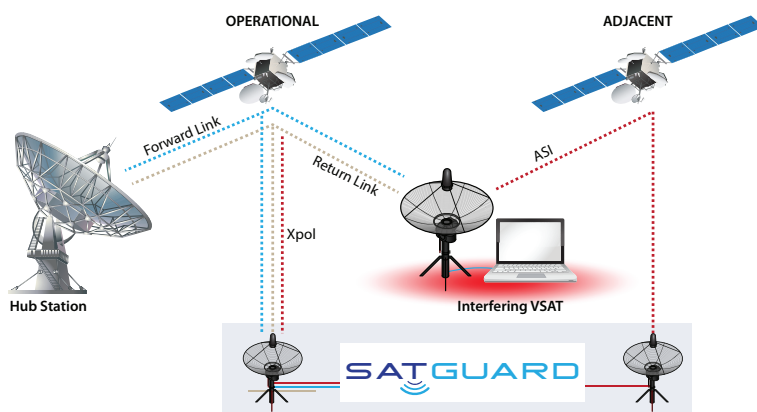 OPERATIONAL
ADJACENT
Forward Link
Return Link
ASI
Xpol
Hub Station
Interfering VSAT
SATGUARD